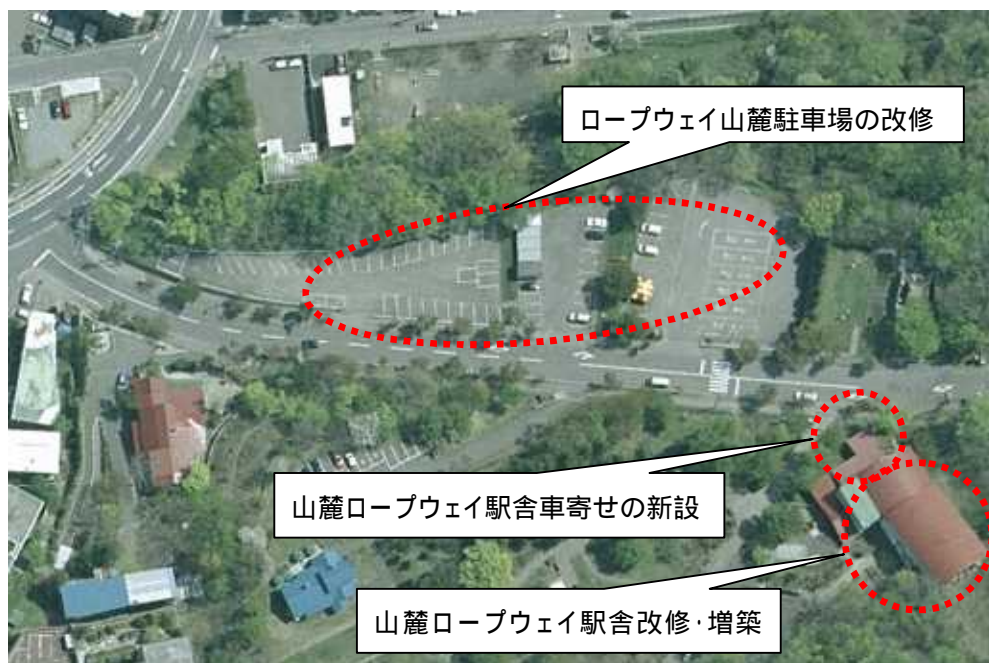 ロープウェイ山麓駐車場の改修
山麓ロープウェイ駅舎車寄せの新設
山麓ロープウェイ駅舎改修・増築